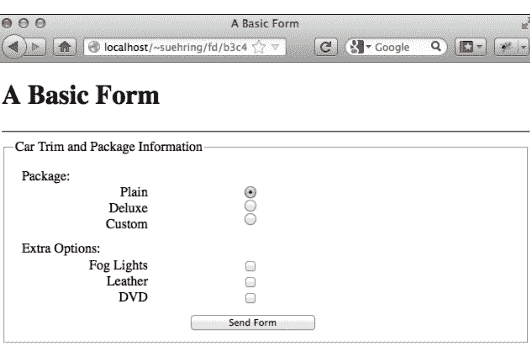 A Basic Form
localhost/~suehring/fd/b3c4
Google
A Basic Form
Car Trim and Package Information
Package:
Plain
Deluxe
Custom
Extra Options:
Fog Lights
Leather
DVD
Send Form